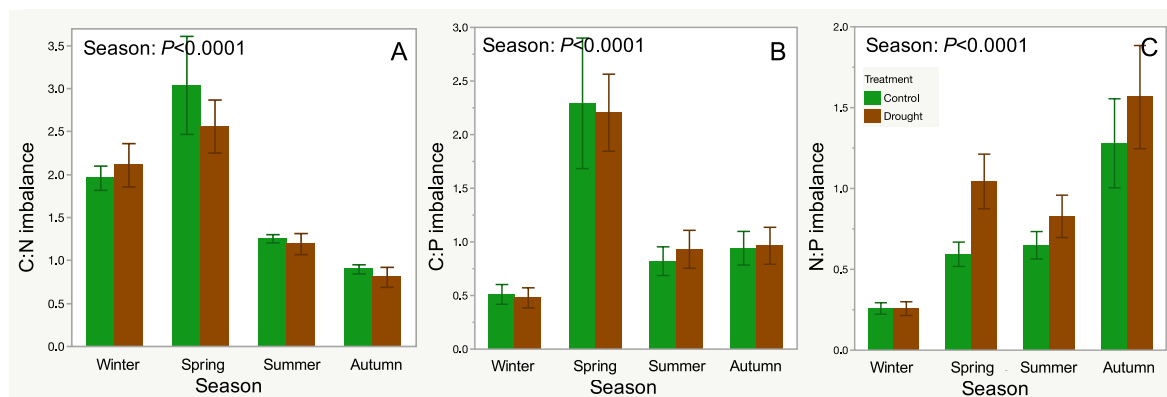 Season: P<0.0001
A
3.5
3.0
2.5
2.0
1.5
1.0
0.5
0.0
C:N imbalance
Winter Spring Summer Autumn
Season
Season: P<0.0001
B
3.0
2.5
2.0
1.5
1.0
0.5
0.0
C:P imbalance
Winter Spring Summer Autumn
Season
Season: P<0.0001
C
2.0
1.5
1.0
0.5
0.0
N:P imbalance
Treatment
Control
Drought
Winter Spring Summer Autumn
Season